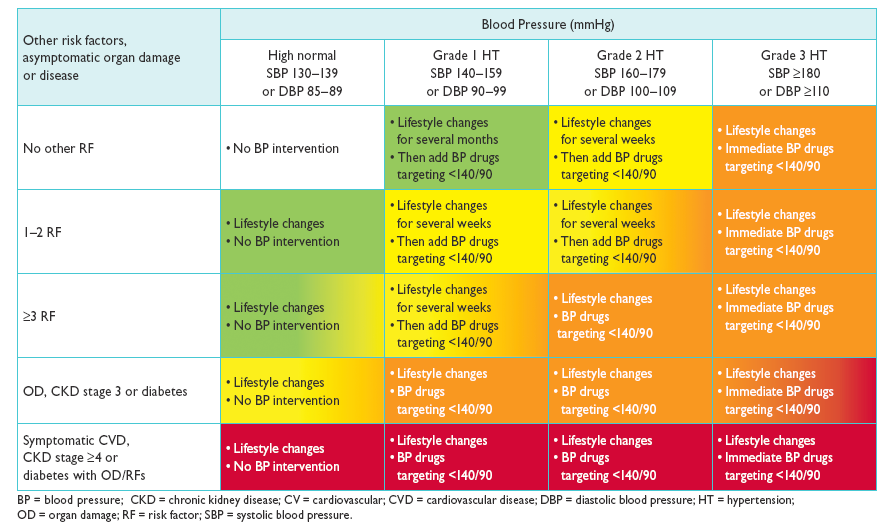 Other risk factors,
asymptomatic organ damage
or disease
Blood Pressure (mmHg)
High normal
SBP 130–139
or DBP 85–89
Grade 1 HT
SBP 140–159
or DBP 90–99
Grade 2 HT
SBP 160–179
or DBP 100–109
Grade 3 HT
SBP ≥180
or DBP ≥110
No other RF
• No BP intervention
• Lifestyle changes
for several months
• Then add BP drugs
targeting <140/90
• Lifestyle changes
for several weeks
• Then add BP drugs
targeting <140/90
• Lifestyle changes
• Immediate BP drugs
targeting <140/90
1–2 RF
• Lifestyle changes
• No BP intervention
• Lifestyle changes
for several weeks
• Then add BP drugs
targeting <140/90
• Lifestyle changes
for several weeks
• Then add BP drugs
targeting <140/90
• Lifestyle changes
• Immediate BP drugs
targeting <140/90
≥3 RF
• Lifestyle changes
• No BP intervention
• Lifestyle changes
for several weeks
• Then add BP drugs
targeting <140/90
• Lifestyle changes
• BP drugs
targeting <140/90
• Lifestyle changes
• Immediate BP drugs
targeting <140/90
OD, CKD stage 3 or diabetes
• Lifestyle changes
• No BP intervention
• Lifestyle changes
• BP drugs
targeting <140/90
• Lifestyle changes
• BP drugs
targeting <140/90
• Lifestyle changes
• Immediate BP drugs
targeting <140/90
Symptomatic CVD,
CKD stage ≥4 or
diabetes with OD/RFs
• Lifestyle changes
• No BP intervention
• Lifestyle changes
• BP drugs
targeting <140/90
• Lifestyle changes
• BP drugs
targeting <140/90
• Lifestyle changes
• Immediate BP drugs
targeting <140/90
BP = blood pressure; CKD = chronic kidney disease; CV = cardiovascular; CVD = cardiovascular disease; DBP = diastolic blood pressure; HT = hypertension;
OD = organ damage; RF = risk factor; SBP = systolic blood pressure.